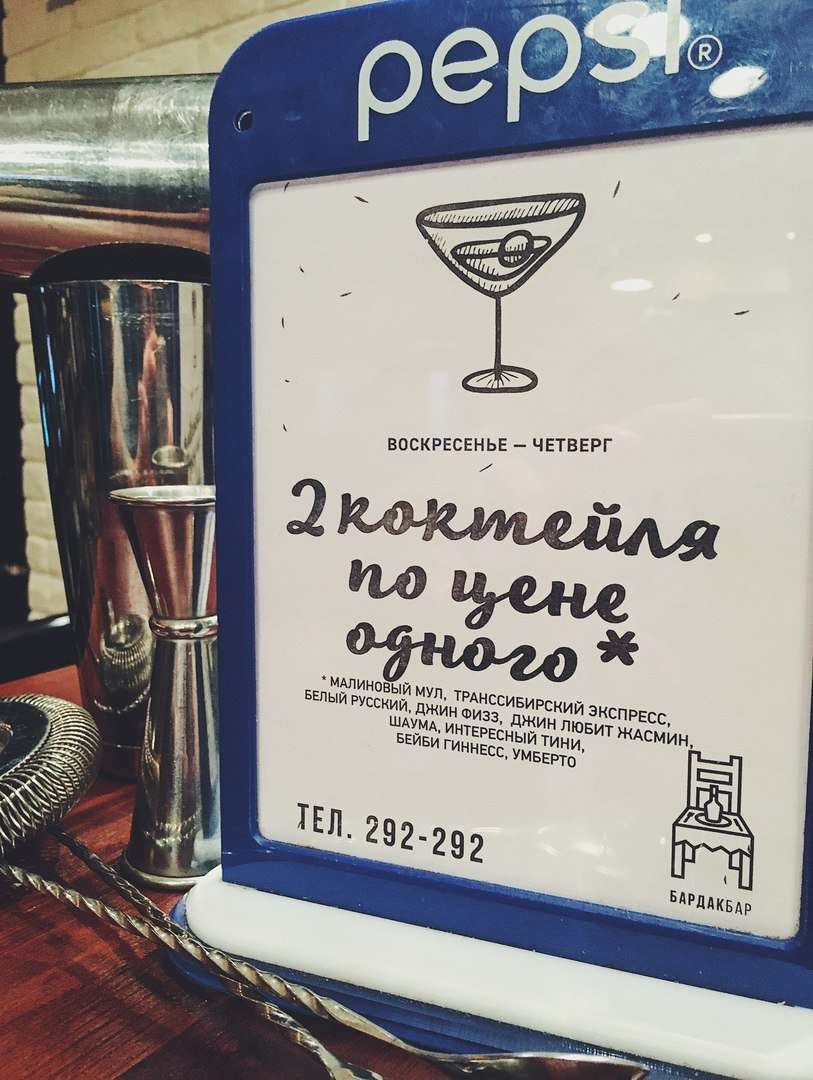 pepsi®
ВОСКРЕСЕНЬЕ — ЧЕТВЕРГ
2 коктейля
по цене
одного *
* МАЛИНОВЫЙ МУЛ, ТРАНССИБИРСКИЙ ЭКСПРЕСС,
БЕЛЫЙ РУССКИЙ, ДЖИН ФИЗЗ, ДЖИН ЛЮБИТ ЖАСМИН,
ШАУМА, ИНТЕРЕСНЫЙ ТИНИ,
БЕЙБИ ГИННЕСС, УМБЕРТО
ТЕЛ. 292-292
БАРДАКБАР